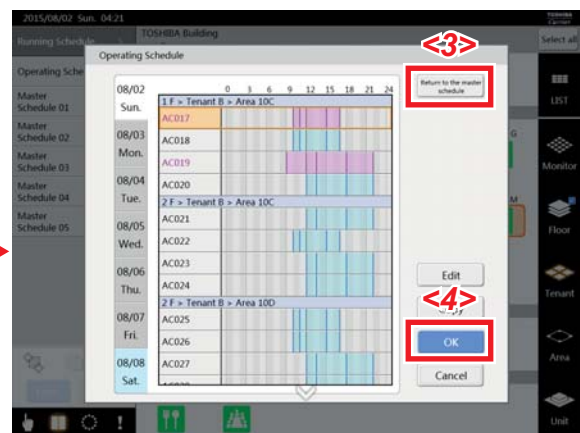 2015/08/02 Sun. 04:21
TOSHIBA
Carrier
Running Schedule
TOSHIBA Building
Select all
<3>
Operating Schedule
Return to the master
schedule
Operating Sche
Master
Schedule 01
Master
Schedule 02
Master
Schedule 03
Master
Schedule 04
Master
Schedule 05
08/02
Sun.
08/03
Mon.
08/04
Tue.
08/05
Wed.
08/06
Thu.
08/07
Fri.
08/08
Sat.
0 3 6 9 12 15 18 21 24
1 F > Tenant B > Area 10C
AC017
AC018
AC019
AC020
2 F > Tenant B > Area 10C
AC021
AC022
AC023
AC024
2 F > Tenant B > Area 10D
AC025
AC026
AC027
Edit
<4>
OK
Cancel
G
M
LIST
Monitor
Floor
Tenant
Area
Unit